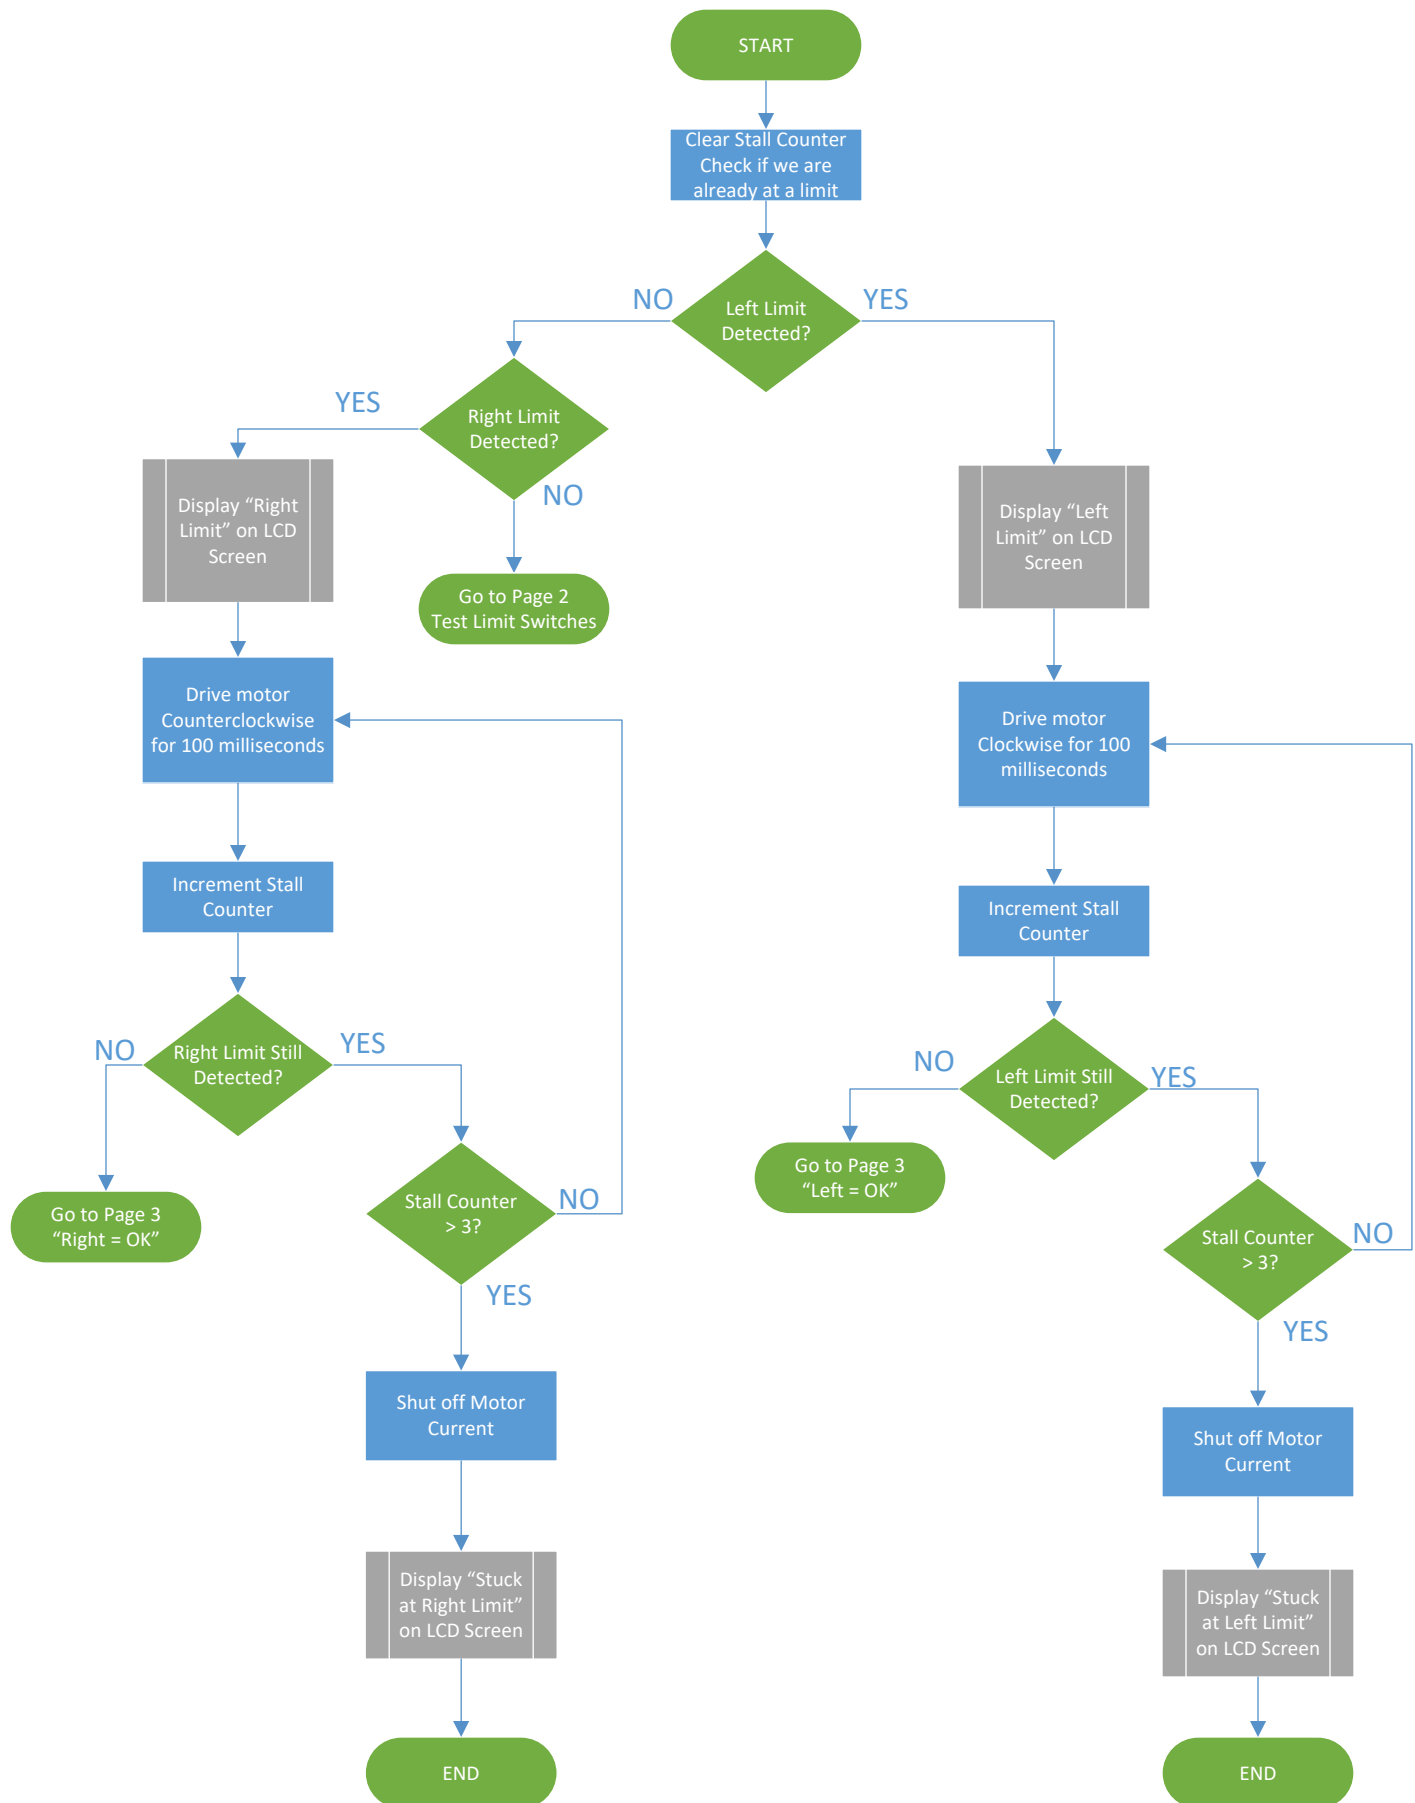 START
Clear Stall Counter
Check if we are
already at a limit
NO
YES
Left Limit
Detected?
YES
Right Limit
Detected?
NO
Display “Right
Limit” on LCD
Screen
Display “Left
Limit” on LCD
Screen
Go to Page 2
Test Limit Switches
Drive motor
Counterclockwise
for 100 milliseconds
Drive motor
Clockwise for 100
milliseconds
Increment Stall
Counter
Increment Stall
Counter
NO
Right Limit Still
Detected?
YES
NO
Left Limit Still
Detected?
YES
Go to Page 3
“Right = OK”
Stall Counter
> 3?
NO
Go to Page 3
“Left = OK”
Stall Counter
> 3?
NO
YES
YES
Shut off Motor
Current
Shut off Motor
Current
Display “Stuck
at Right Limit”
on LCD Screen
Display “Stuck
at Left Limit”
on LCD Screen
END
END